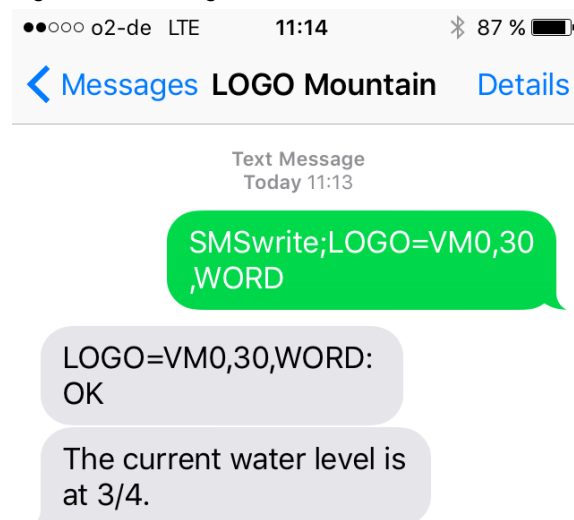 ●●○○○ o2-de LTE 11:14 87 %
Messages LOGO Mountain Details
Text Message
Today 11:13
SMSwrite;LOGO=VM0,30
,WORD
LOGO=VM0,30,WORD:
OK
The current water level is
at 3/4.